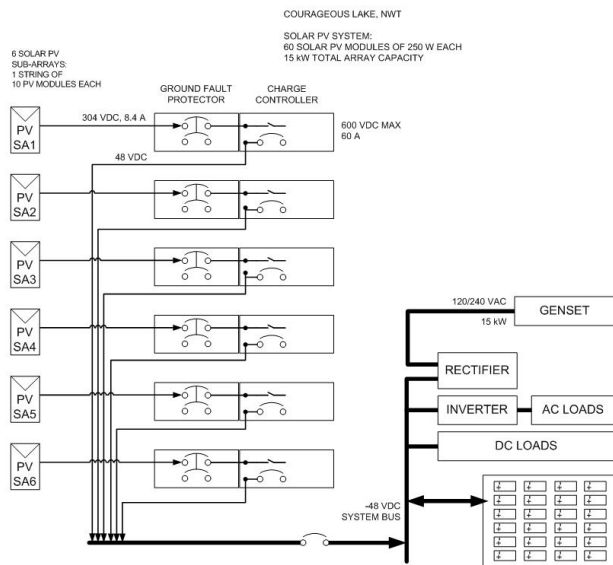 COURAGEOUS LAKE, NWT
SOLAR PV SYSTEM:
60 SOLAR PV MODULES OF 250 W EACH
15 kW TOTAL ARRAY CAPACITY
6 SOLAR PV
SUB-ARRAYS:
1 STRING OF
10 PV MODULES EACH
GROUND FAULT
PROTECTOR
CHARGE
CONTROLLER
PV
SA1
304 VDC, 8.4 A
600 VDC MAX
60 A
48 VDC
PV
SA2
PV
SA3
PV
SA4
PV
SA5
PV
SA6
120/240 VAC
15 kW
GENSET
RECTIFIER
INVERTER
AC LOADS
DC LOADS
-48 VDC
SYSTEM BUS